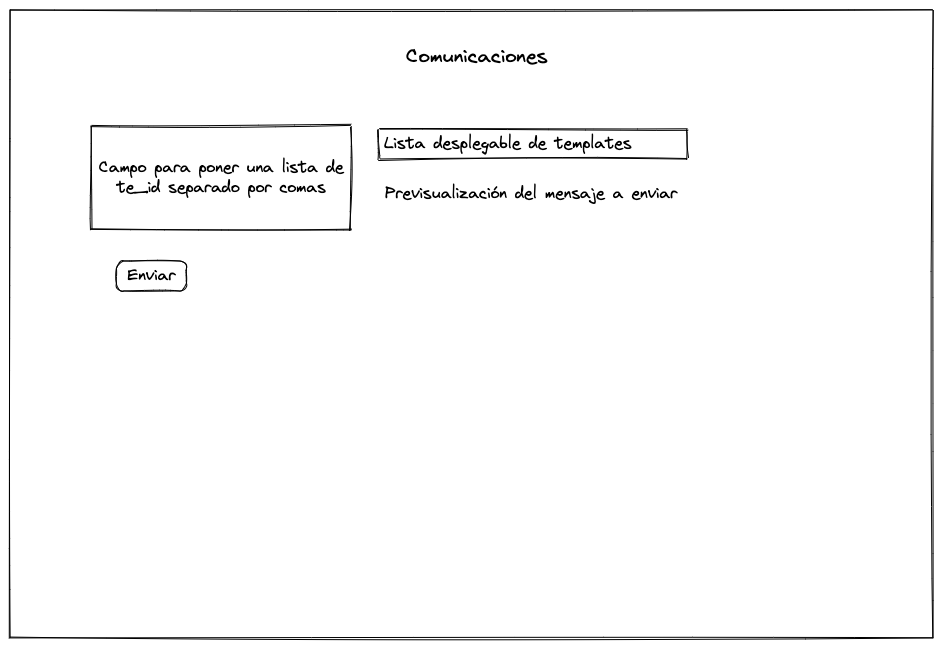 Comunicaciones
Campo para poner una lista de
te_id separado por comas
Lista desplegable de templates
Previsualización del mensaje a enviar
Enviar